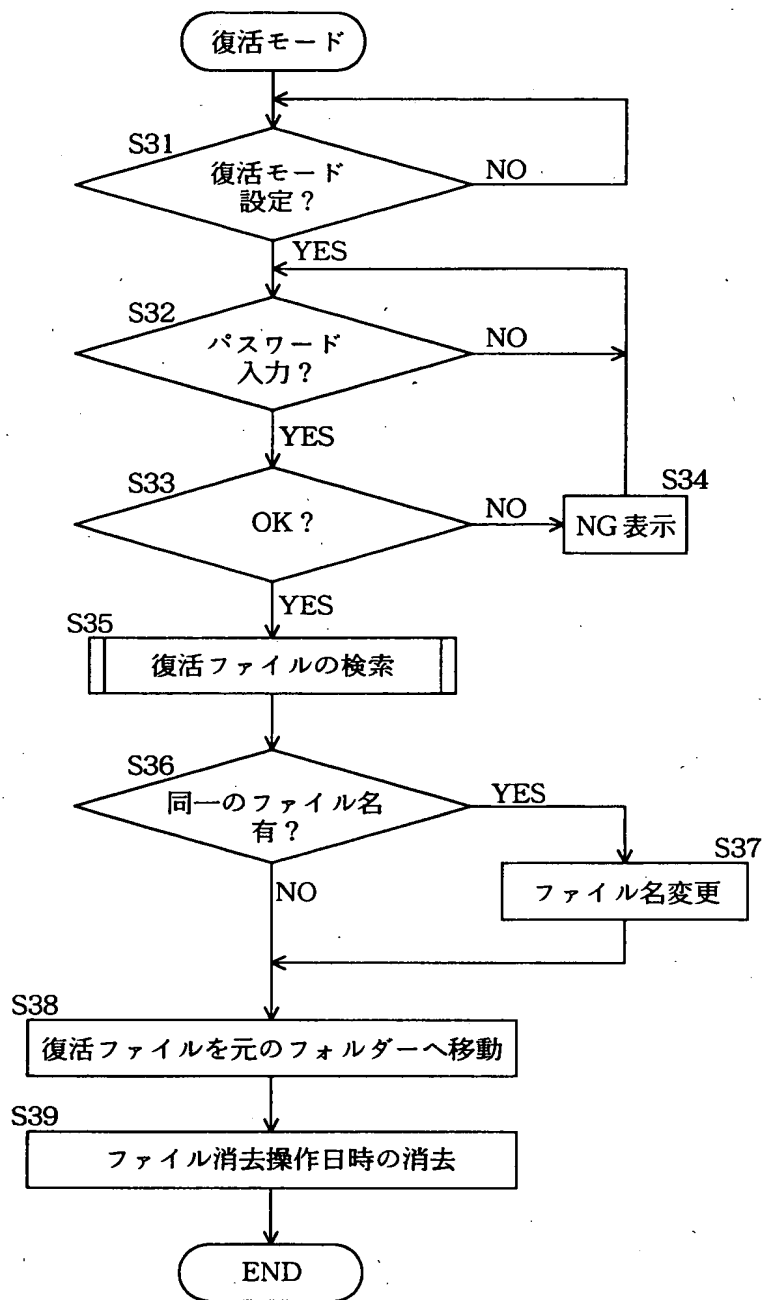 復活モード
S31
復活モード
設定?
NO
YES
S32
パスワード
入力?
NO
YES
S33
OK?
NO
S34
NG表示
YES
S35
復活ファイルの検索
S36
同一のファイル名
有?
YES
S37
ファイル名変更
NO
S38
復活ファイルを元のフォルダーへ移動
S39
ファイル消去操作日時の消去
END